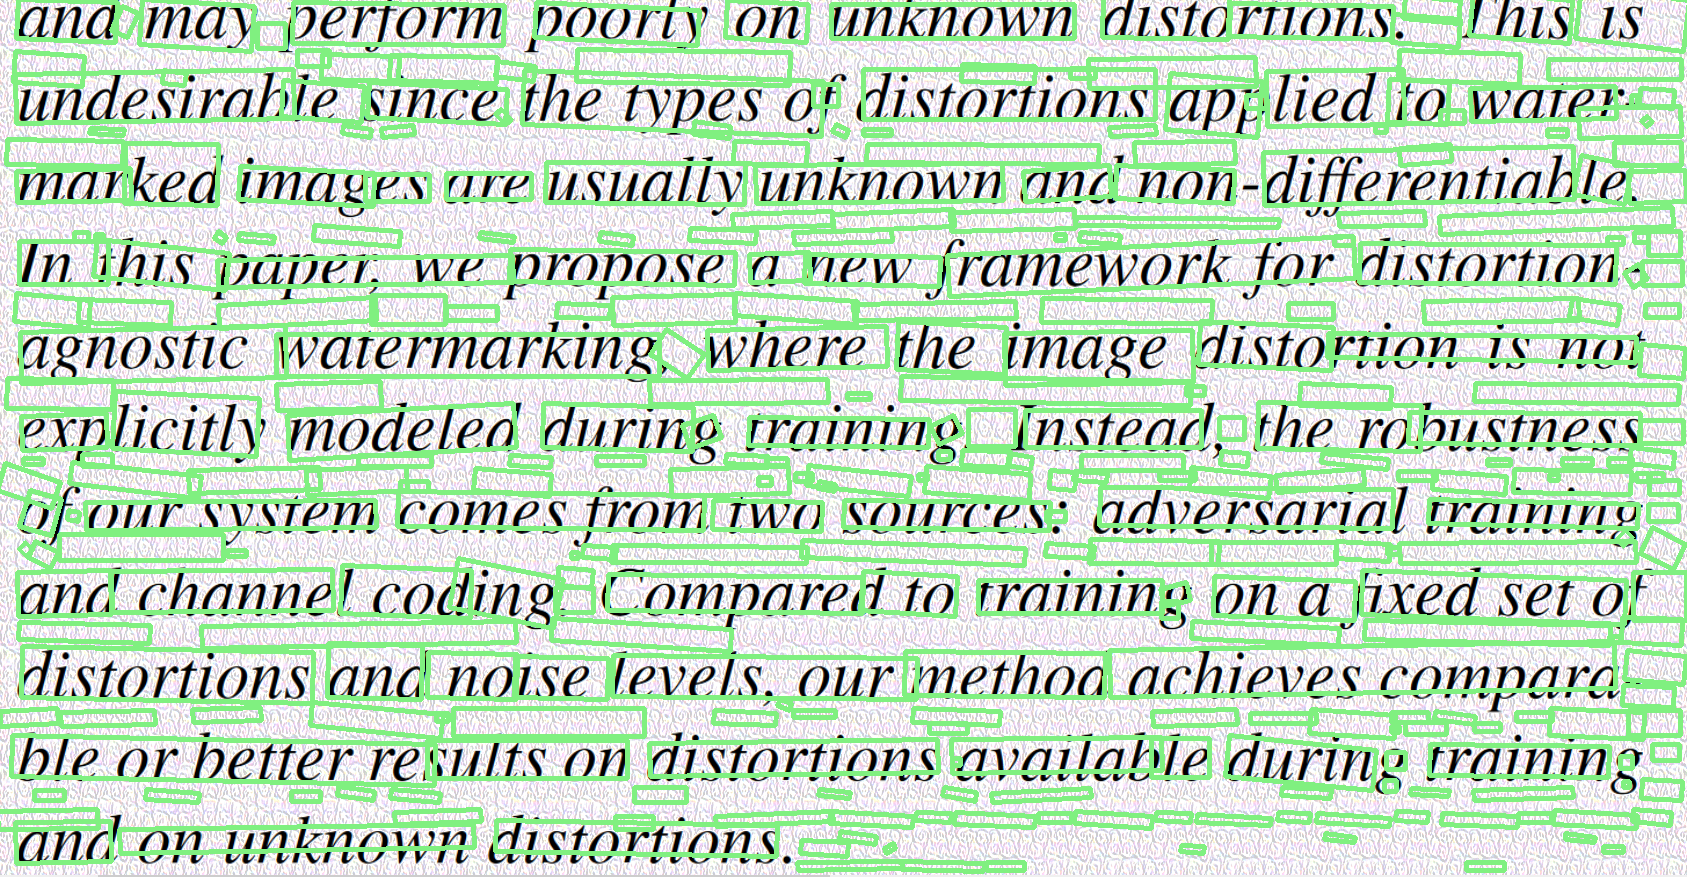 and may perform poorly on unknown distortions. This is
undesirable since the types of distortions applied to water-
marked images are usually unknown and non-differentiable.
In this paper, we propose a new framework for distortion-
agnostic watermarking, where the image distortion is not
explicitly modeled during training. Instead, the robustness
of our system comes from two sources: adversarial training
and channel coding. Compared to training on a fixed set of
distortions and noise levels, our method achieves compara-
ble or better results on distortions available during training
and on unknown distortions.